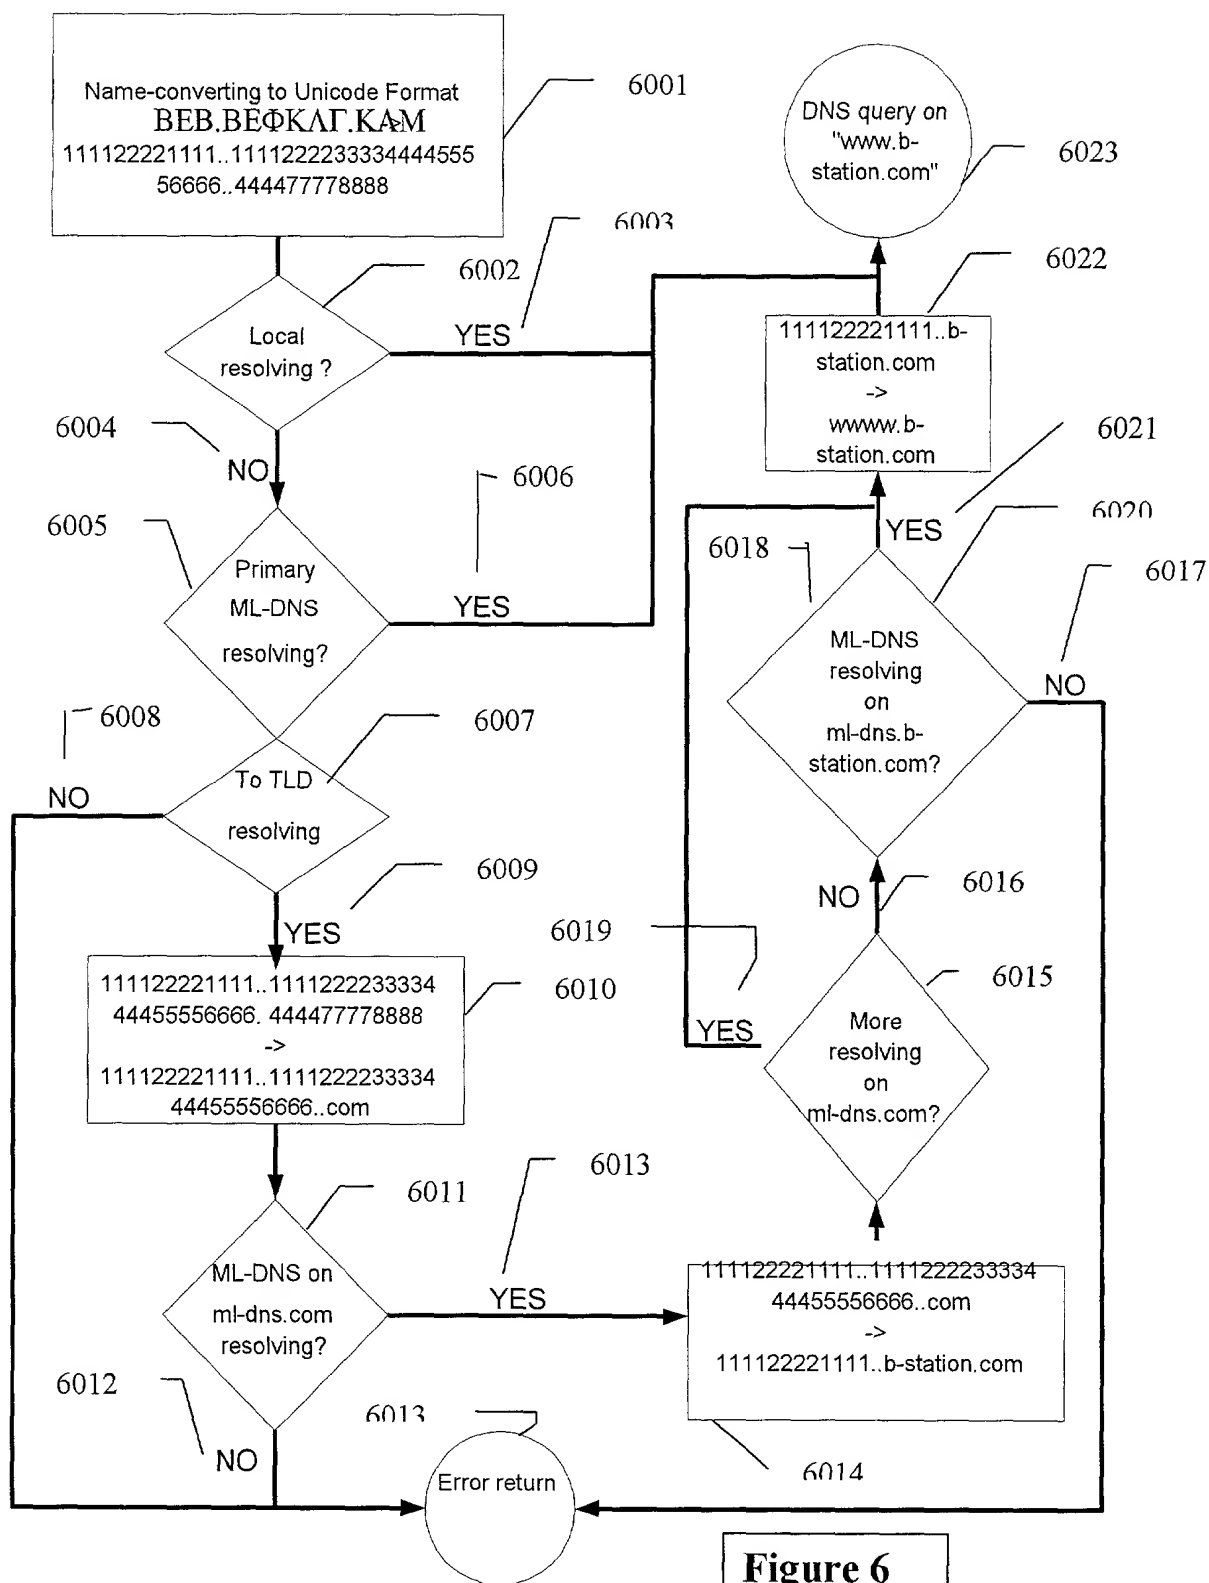 Name-converting to Unicode Format
ΒΕΒ.ΒΕΦΚΛΓ.ΚΑΜ
111122221111..11112222333344445555
56666..444477778888
6001
Local
resolving ?
6002
YES
6003
6004
NO
Primary
ML-DNS
resolving?
6005
YES
6006
To TLD
resolving
6007
6008
NO
6009
YES
111122221111..1111222233334
44455556666. 444477778888
->
111122221111..1111222233334
44455556666..com
6010
ML-DNS on
ml-dns.com
resolving?
6011
6012
NO
6013
YES
6013
Error return
111122221111..1111222233334
44455556666..com
->
111122221111..b-station.com
6014
More
resolving
on
ml-dns.com?
6015
NO
6016
6019
YES
ML-DNS
resolving
on
ml-dns.b-
station.com?
6018
6020
6017
NO
YES
6021
111122221111..b-
station.com
->
wwww.b-
station.com
6022
DNS query on
"www.b-
station.com"
6023
Figure 6